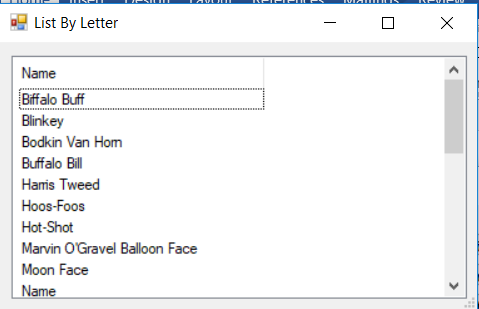 List By Letter
Name
Biffalo Buff
Blinkey
Bodkin Van Horn
Buffalo Bill
Harris Tweed
Hoos-Foos
Hot-Shot
Marvin O'Gravel Balloon Face
Moon Face
Name